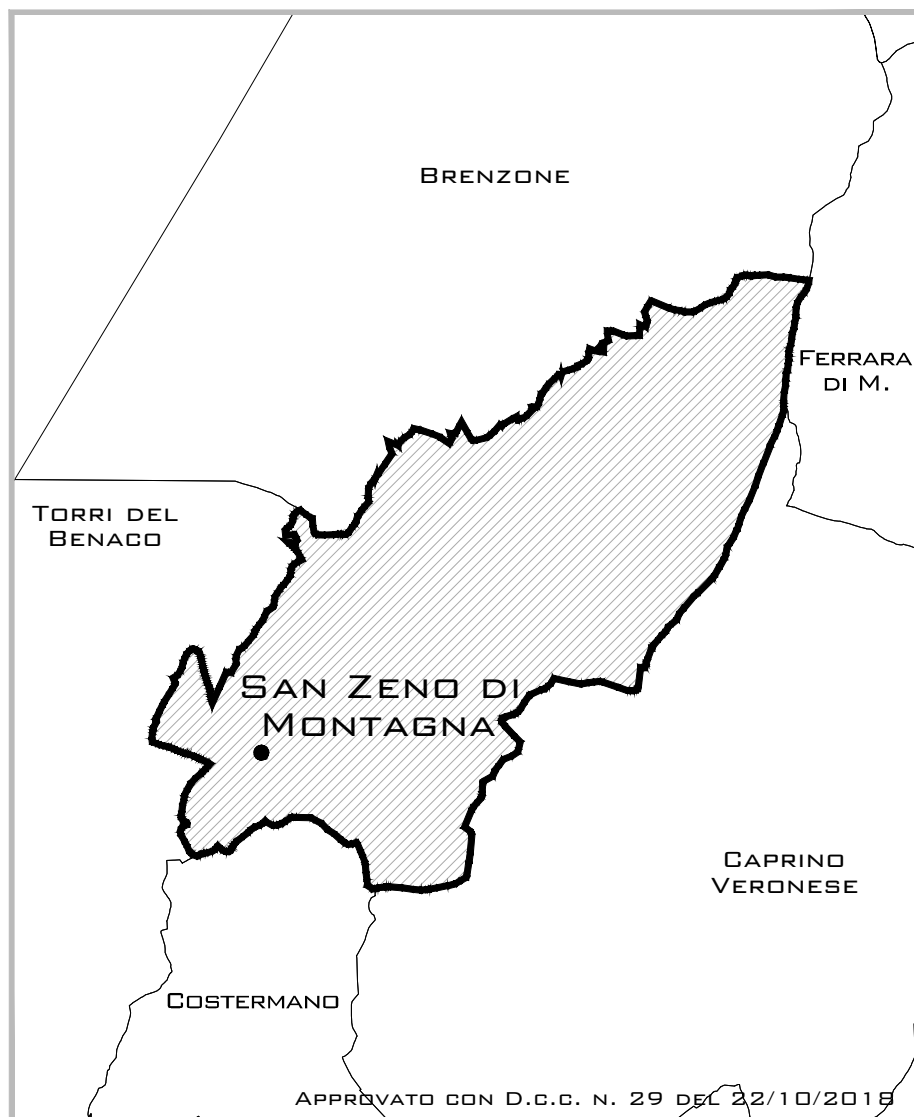 Brenzone
Ferrara
di M.
Torri del
Benaco
San Zeno di
Montagna
Caprino
Veronese
Costermano
Approvato con D.c.c. n. 29 del 22/10/2018